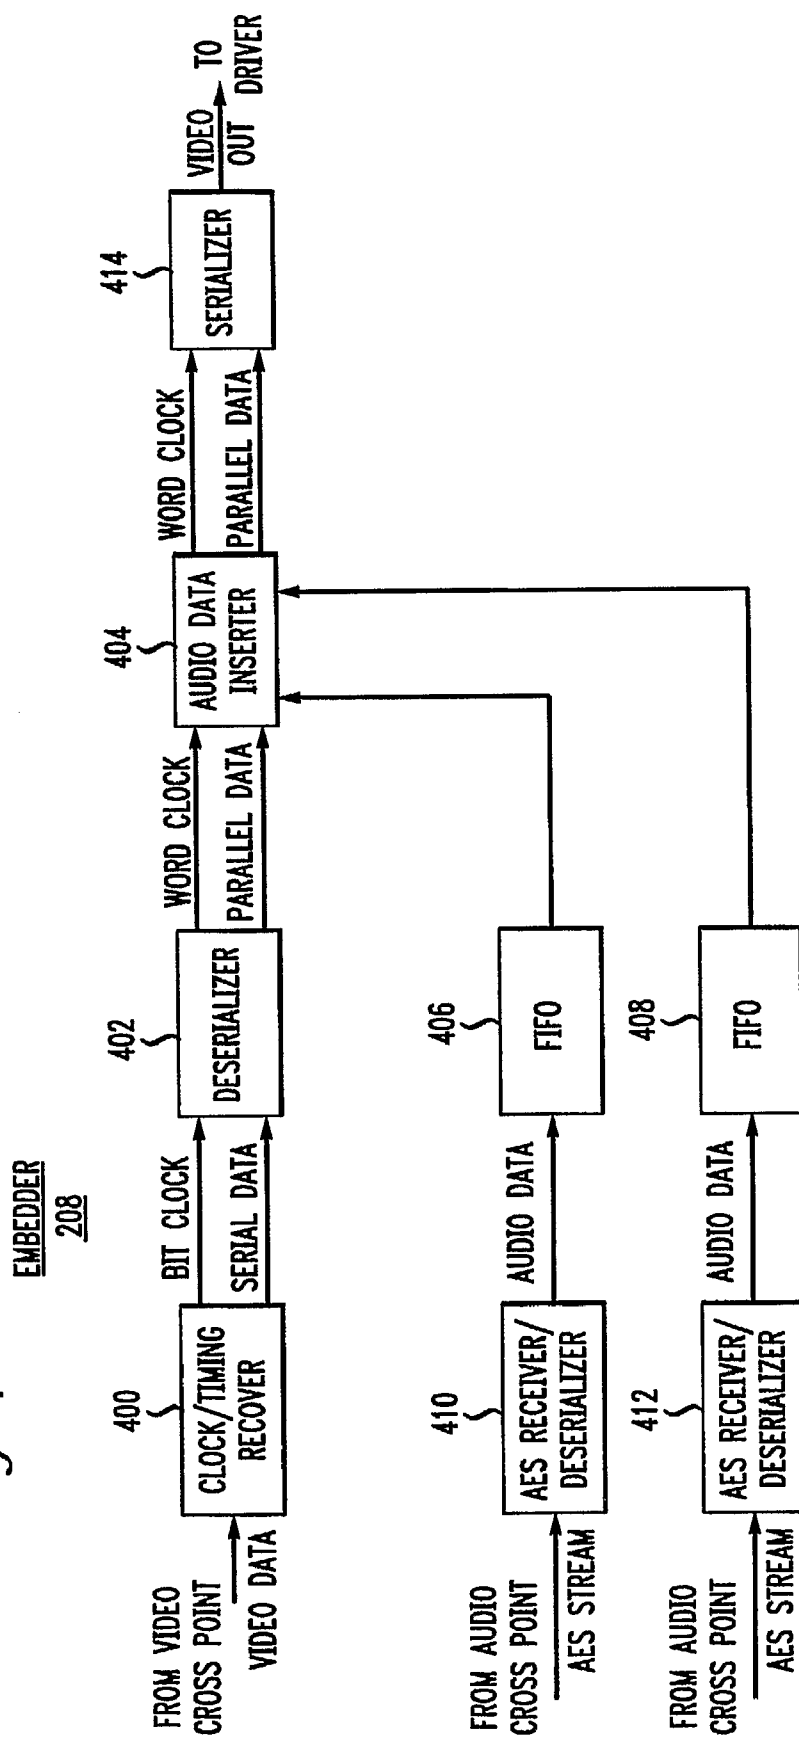 EMBEDDER
208
FROM VIDEO
CROSS POINT
VIDEO DATA
400
CLOCK/TIMING
RECOVER
BIT CLOCK
SERIAL DATA
402
DESERIALIZER
WORD CLOCK
PARALLEL DATA
404
AUDIO DATA
INSERTER
WORD CLOCK
PARALLEL DATA
414
SERIALIZER
VIDEO
OUT
TO
DRIVER
FROM AUDIO
CROSS POINT
AES STREAM
410
AES RECEIVER/
DESERIALIZER
AUDIO DATA
406
FIFO
FROM AUDIO
CROSS POINT
AES STREAM
412
AES RECEIVER/
DESERIALIZER
AUDIO DATA
408
FIFO